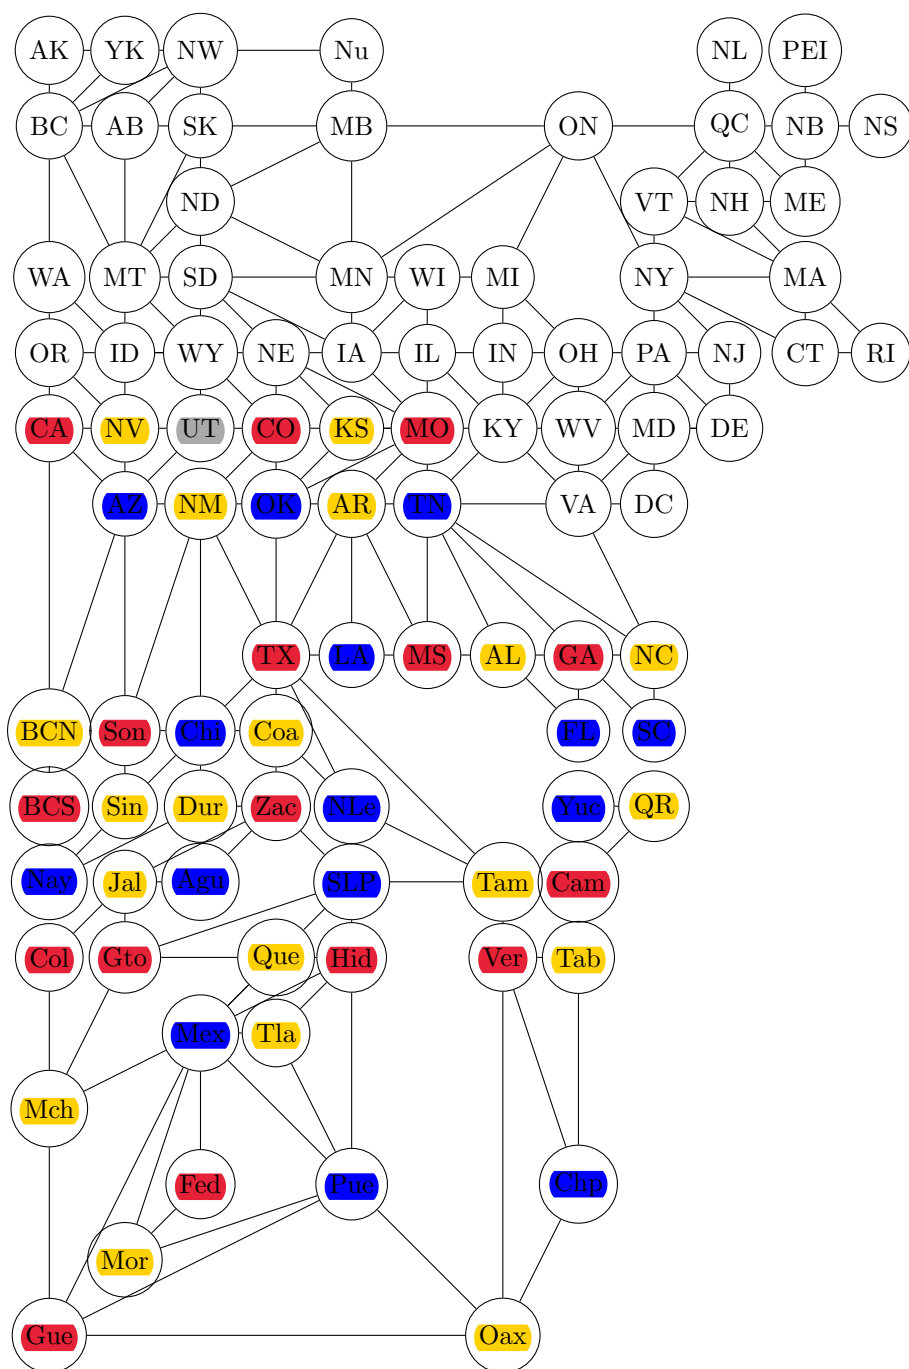 AK YK NW Nu NL PEI
BC AB SK MB ON QC NB NS
ND VT NH ME
WA MT SD MN WI MI NY MA
OR ID WY NE IA IL IN OH PA NJ CT RI
CA NV UT CO KS MO KY WV MD DE
AZ NM OK AR TN VA DC
TX LA MS AL GA NC
BCN Son Chi Coa FL SC
BCS Sin Dur Zac NLe Yuc QR
Nay Jal Agu SLP Tam Cam
Col Gto Que Hid Ver Tab
Mex Tla
Mch
Fed Pue Chp
Mor
Gue Oax